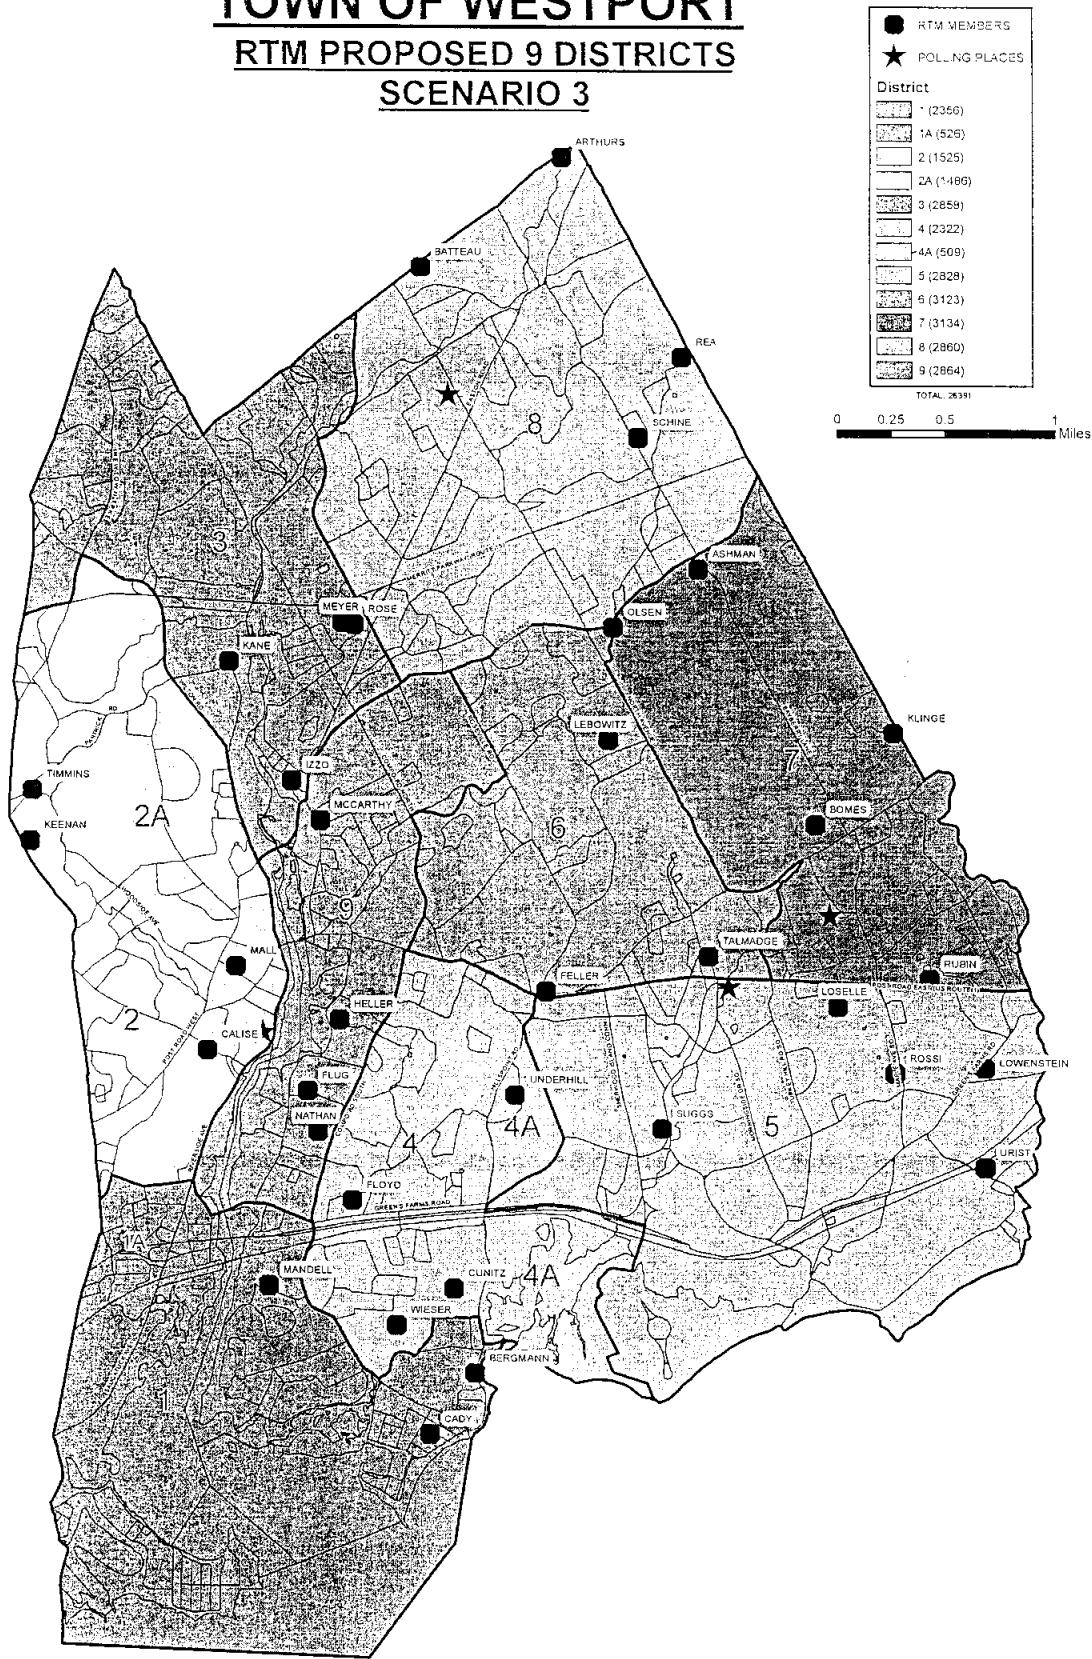 TOWN OF WESTPORT
RTM PROPOSED 9 DISTRICTS
SCENARIO 3
RTM MEMBERS
POLLING PLACES
District
1 (2356)
1A (526)
2 (1525)
2A (1486)
3 (2859)
4 (2322)
4A (509)
5 (2828)
6 (3123)
7 (3134)
8 (2860)
9 (2864)
TOTAL: 26391
0 0.25 0.5 1
Miles
ARTHURS
BATTEAU
REA
SCHINE
8
3
ASHMAN
MEYER
ROSE
OLSEN
KANE
RD
KLINGE
LEBOWITZ
7
IZZO
TIMMINS
MCCARTHY
2A
BOMES
KEENAN
6
9
TALMADGE
MALL
RUBIN
FELLER
LOSELLE
HELLER
2
CALISE
ROSSI
LOWENSTEIN
FLUG
UNDERHILL
NATHAN
SUGGS
4
4A
5
URIST
FLOYD
GREENS FARMS ROAD
1A
MANDELL
CUNITZ
4A
WIESER
BERGMANN
1
CADY